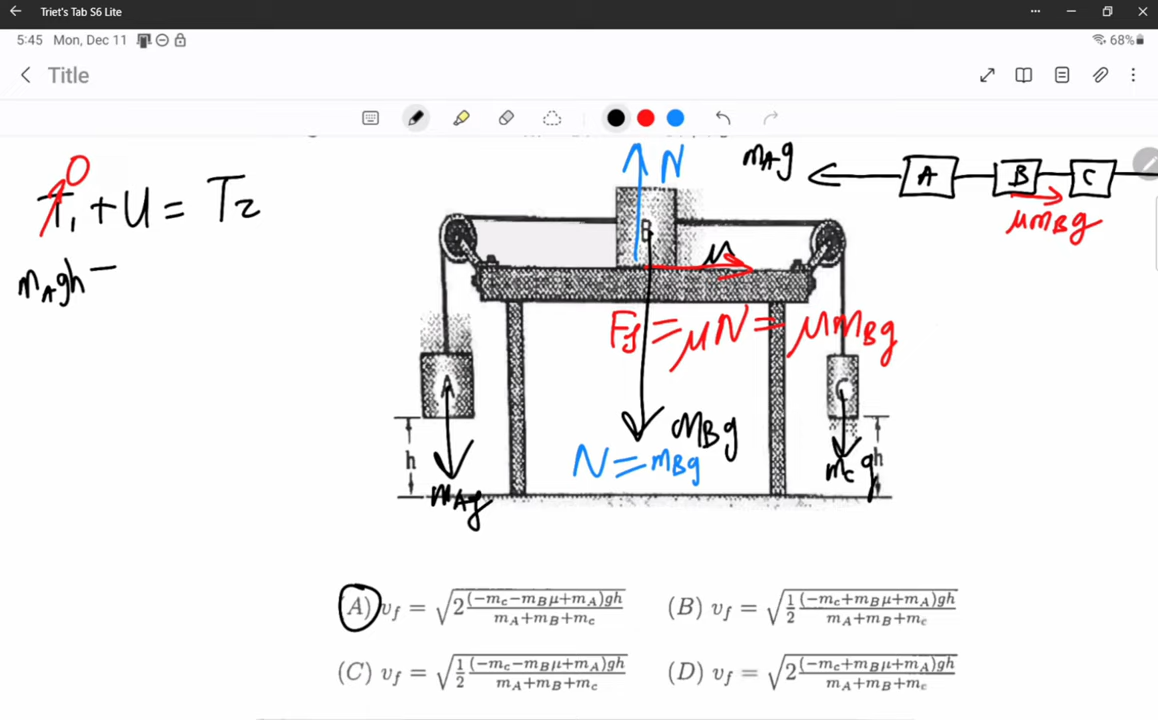 Triet's Tab S6 Lite
5:45 Mon, Dec 11 68%
Title
T₁ + U = T₂
0
mAgh −
N
mAg
A B C
μmBg
B
μ
Ff = μN = μmBg
A
C
mBg
N = mBg
h
mAg
mcg
h
(A) vf = √2 (−mc−mBμ+mA)gh / mA+mB+mc (B) vf = √1/2 (−mc+mBμ+mA)gh / mA+mB+mc
(C) vf = √1/2 (−mc−mBμ+mA)gh / mA+mB+mc (D) vf = √2 (−mc+mBμ+mA)gh / mA+mB+mc